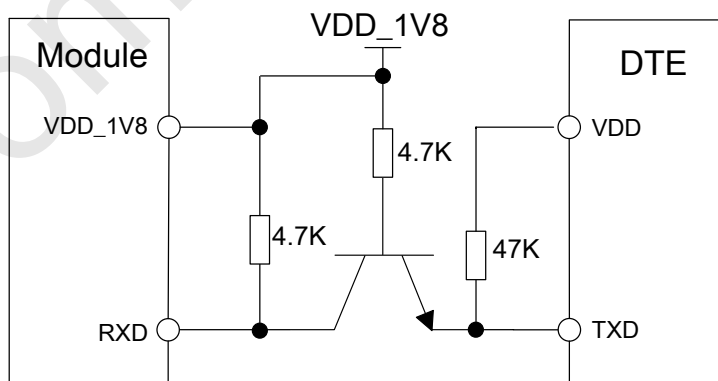 VDD_1V8
Module
DTE
VDD_1V8
VDD
4.7K
4.7K
47K
RXD
TXD